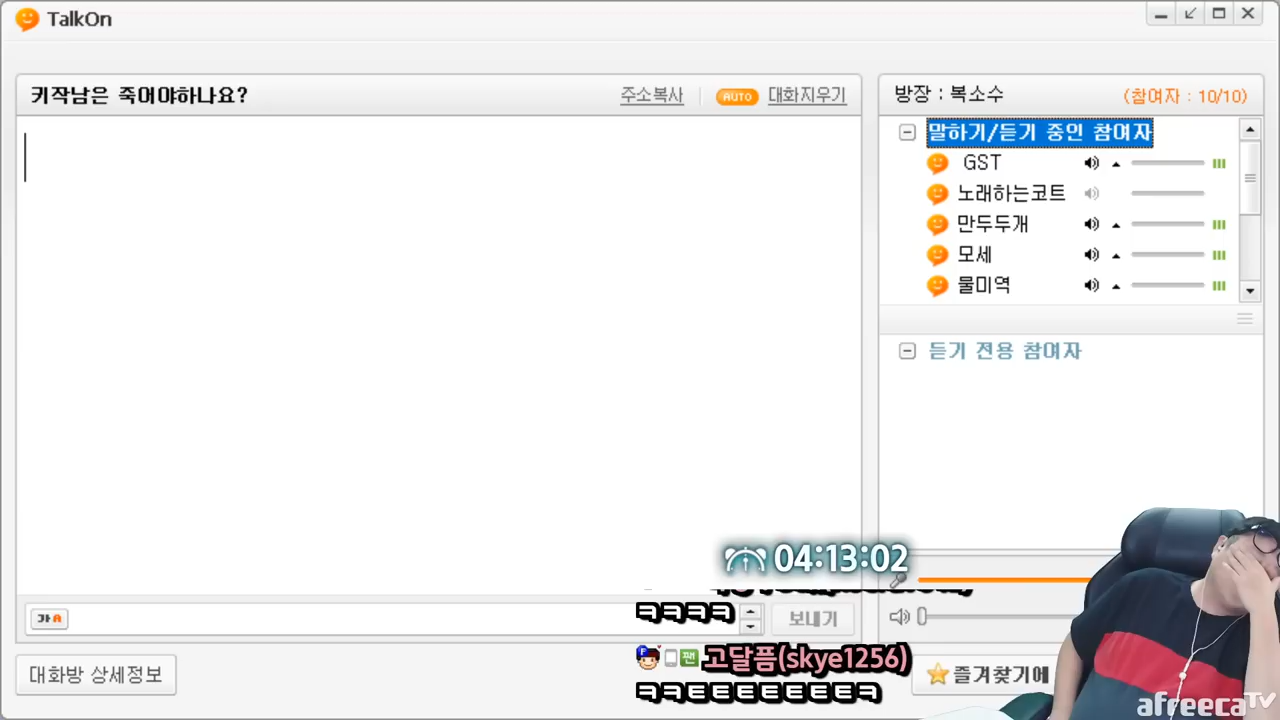 TalkOn
키작남은 죽어야하나요?
주소복사
AUTO 대화지우기
방장 : 복소수
(참여자 : 10/10)
말하기/듣기 중인 참여자
GST
노래하는코트
만두두개
모세
물미역
듣기 전용 참여자
04:13:02
ㅋㅋㅋㅋ
가A
보내기
팬 고달픔(skye1256)
ㅋㅋㅌㅌㅌㅌㅌㅌㅌㅋ
대화방 상세정보
즐겨찾기에
afreecaTV